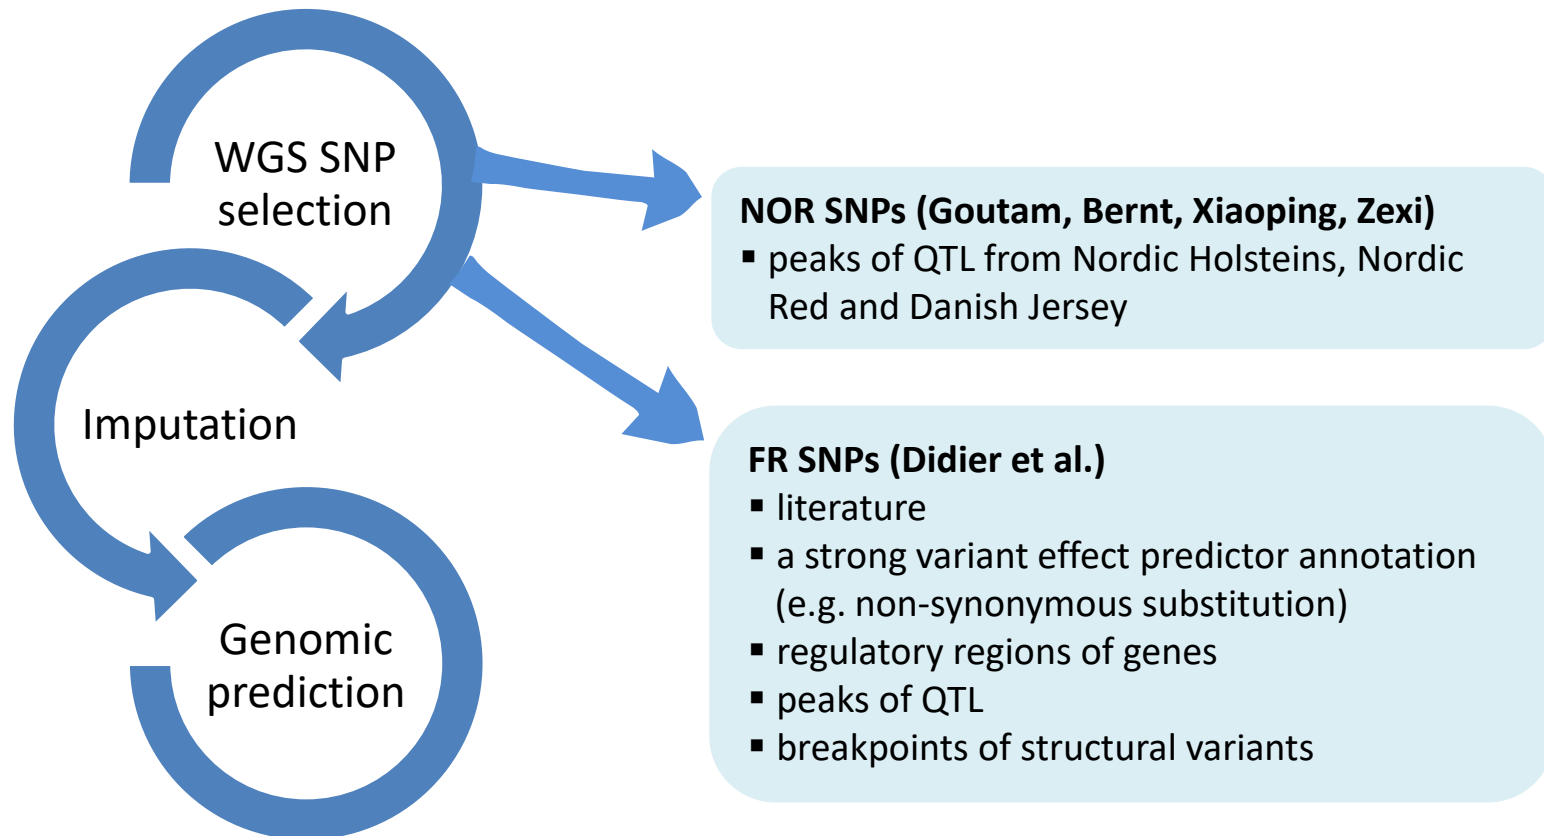 WGS SNP
selection
Imputation
Genomic
prediction
NOR SNPs (Goutam, Bernt, Xiaoping, Zexi)
▪ peaks of QTL from Nordic Holsteins, Nordic
Red and Danish Jersey
FR SNPs (Didier et al.)
▪ literature
▪ a strong variant effect predictor annotation
(e.g. non-synonymous substitution)
▪ regulatory regions of genes
▪ peaks of QTL
▪ breakpoints of structural variants